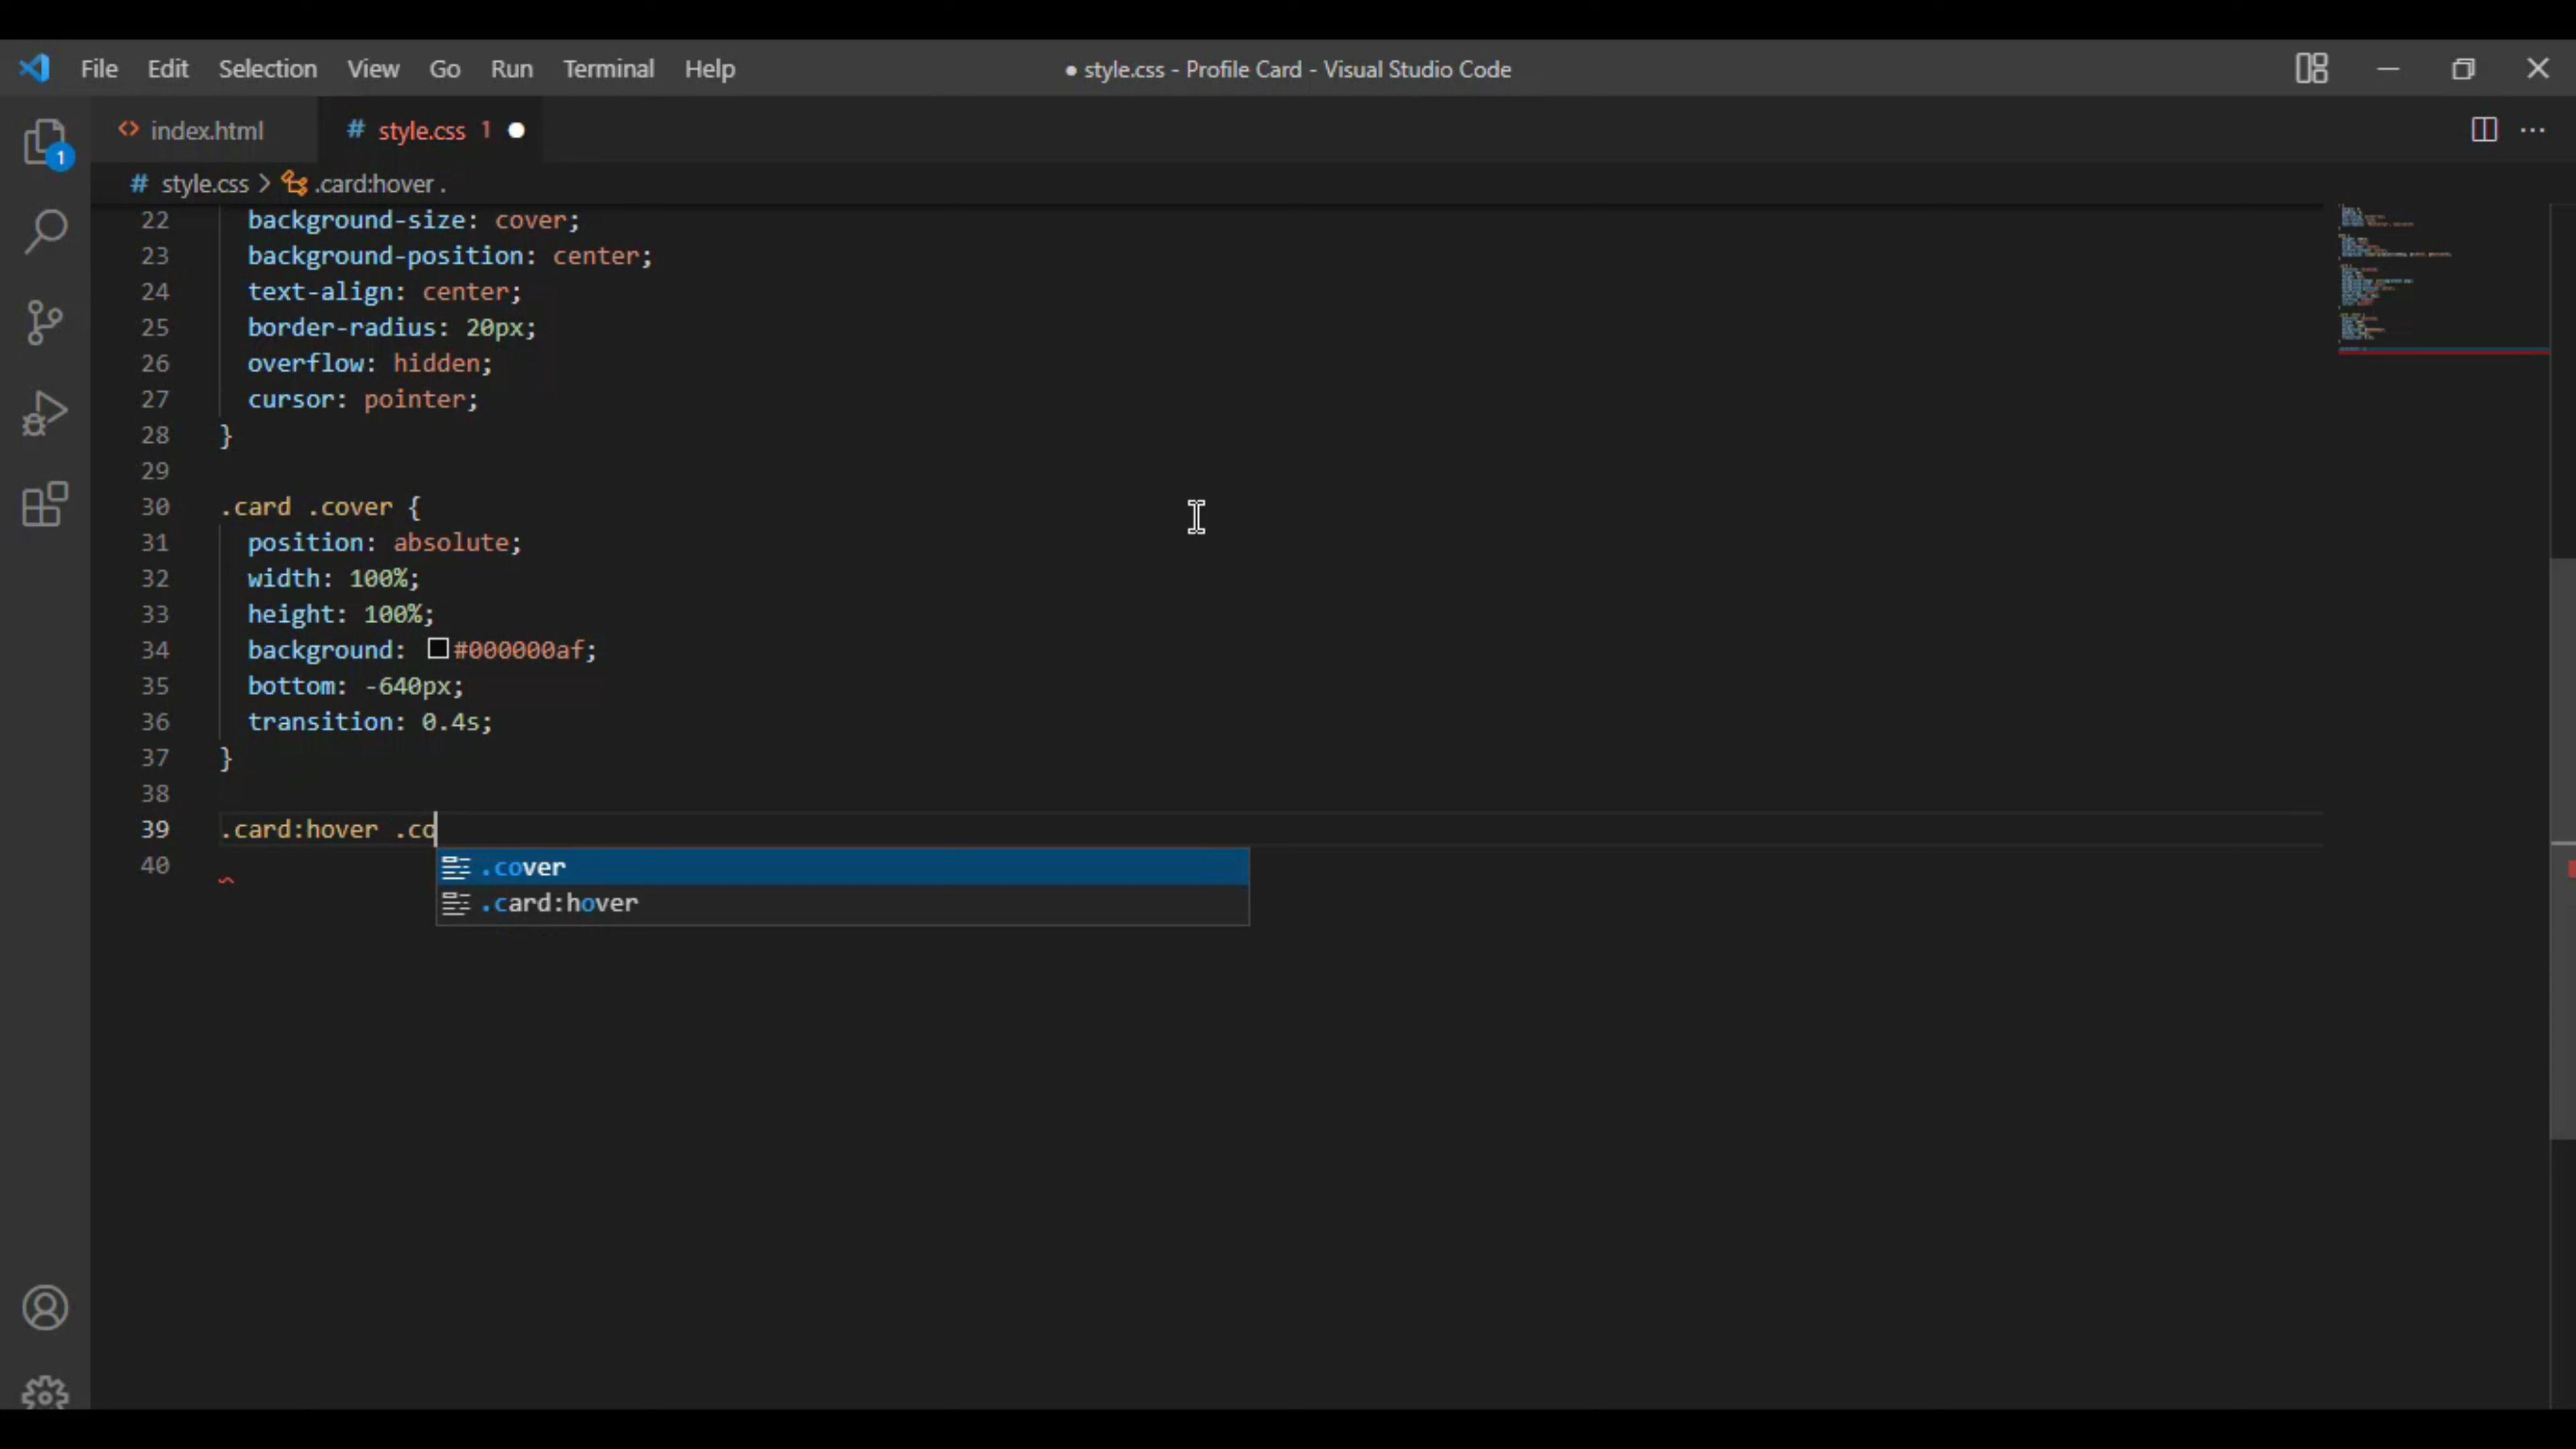 File Edit Selection View Go Run Terminal Help ● style.css - Profile Card - Visual Studio Code
<> index.html # style.css 1 ●
1
# style.css > .card:hover .
22 background-size: cover;
23 background-position: center;
24 text-align: center;
25 border-radius: 20px;
26 overflow: hidden;
27 cursor: pointer;
28 }
29
30 .card .cover {
31 position: absolute;
32 width: 100%;
33 height: 100%;
34 background: #000000af;
35 bottom: -640px;
36 transition: 0.4s;
37 }
38
39 .card:hover .co
40
.cover
.card:hover